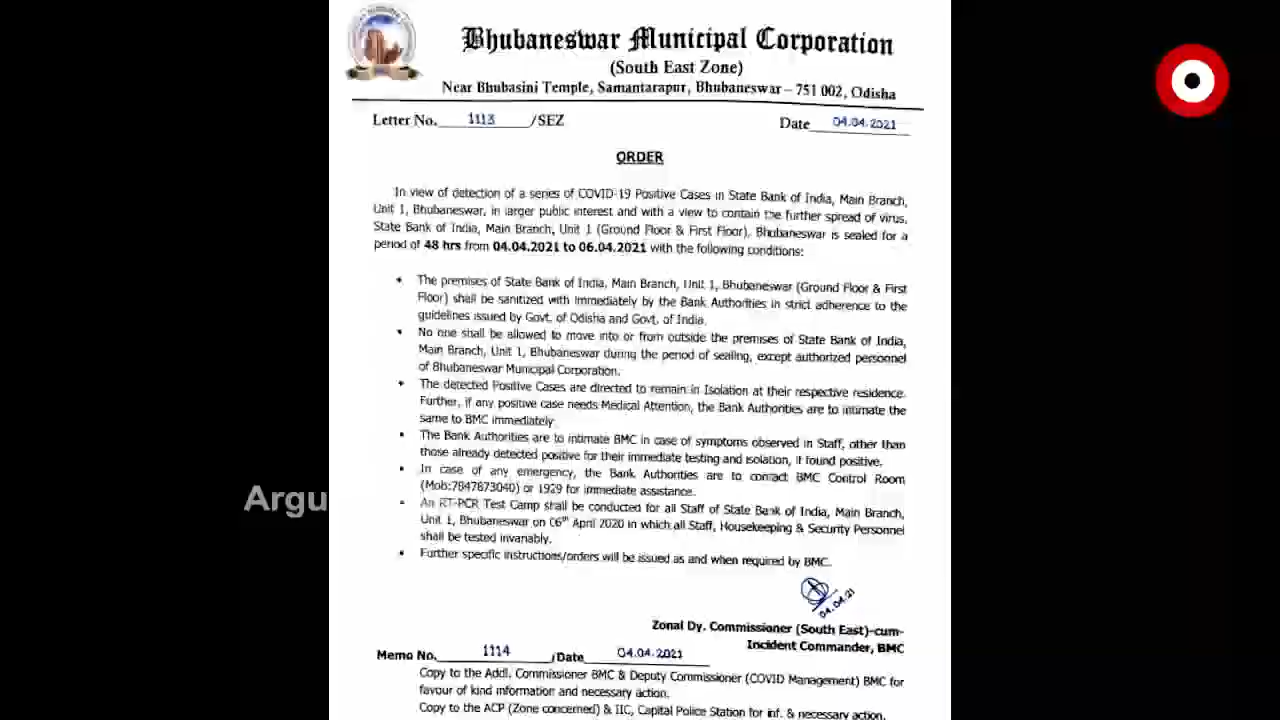 Bhubaneswar Municipal Corporation
(South East Zone)
Near Bhubasini Temple, Samantarapur, Bhubaneswar – 751 002, Odisha
Letter No. 1113 /SEZ Date 04.04.2021
ORDER
In view of detection of a series of COVID-19 Positive Cases in State Bank of India, Main Branch,
Unit 1, Bhubaneswar, in larger public interest and with a view to contain the further spread of virus,
State Bank of India, Main Branch, Unit 1 (Ground Floor & First Floor), Bhubaneswar is sealed for a
period of 48 hrs from 04.04.2021 to 06.04.2021 with the following conditions:
• The premises of State Bank of India, Main Branch, Unit 1, Bhubaneswar (Ground Floor & First
Floor) shall be sanitized with immediately by the Bank Authorities in strict adherence to the
guidelines issued by Govt. of Odisha and Govt. of India.
• No one shall be allowed to move into or from outside the premises of State Bank of India,
Main Branch, Unit 1, Bhubaneswar during the period of sealing, except authorized personnel
of Bhubaneswar Municipal Corporation.
• The detected Positive Cases are directed to remain in Isolation at their respective residence.
Further, if any positive case needs Medical Attention, the Bank Authorities are to intimate the
same to BMC immediately.
• The Bank Authorities are to intimate BMC in case of symptoms observed in Staff, other than
those already detected positive for their immediate testing and isolation, if found positive.
• In case of any emergency, the Bank Authorities are to contact BMC Control Room
(Mob:7847873040) or 1929 for immediate assistance.
• An RT-PCR Test Camp shall be conducted for all Staff of State Bank of India, Main Branch,
Unit 1, Bhubaneswar on 06th April 2020 in which all Staff, Housekeeping & Security Personnel
shall be tested invariably.
• Further specific instructions/orders will be issued as and when required by BMC.
04.04.21
Zonal Dy. Commissioner (South East)-cum-
Incident Commander, BMC
Memo No. 1114 /Date 04.04.2021
Copy to the Addl. Commissioner BMC & Deputy Commissioner (COVID Management) BMC for
favour of kind information and necessary action.
Copy to the ACP (Zone concerned) & IIC, Capital Police Station for inf. & necessary action.
Argu